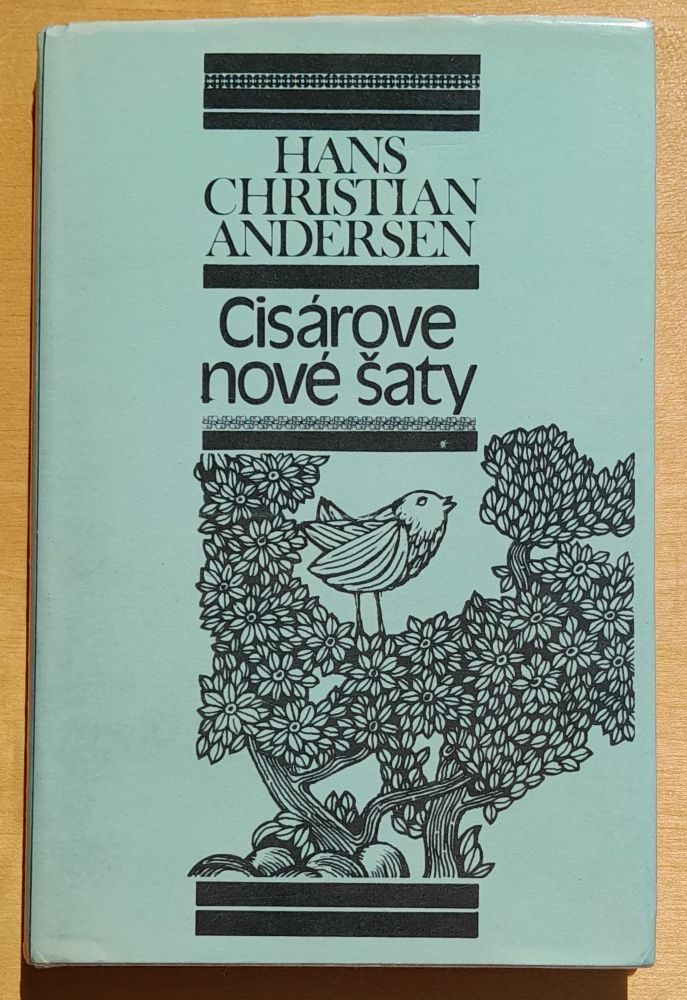 HANS
CHRISTIAN
ANDERSEN
Cisárove
nové šaty